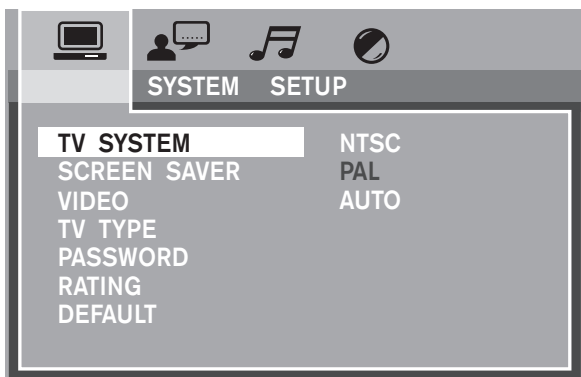 SYSTEM SETUP
TV SYSTEM NTSC
SCREEN SAVER PAL
VIDEO AUTO
TV TYPE
PASSWORD
RATING
DEFAULT